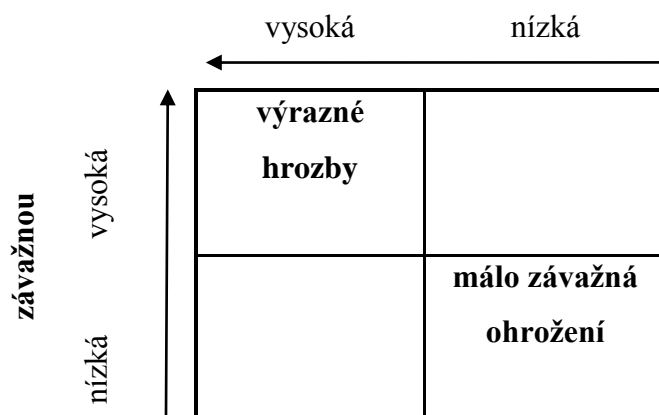 vysoká nízká
výrazné
hrozby
závažnou
vysoká
málo závažná
ohrožení
nízká